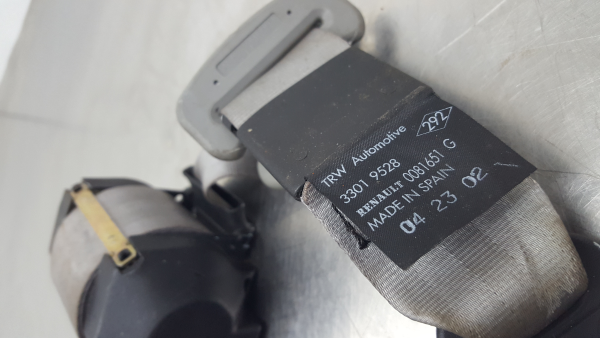 TRW Automotive 292
3301 9528
RENAULT 0081651 G
MADE IN SPAIN
04 23 02